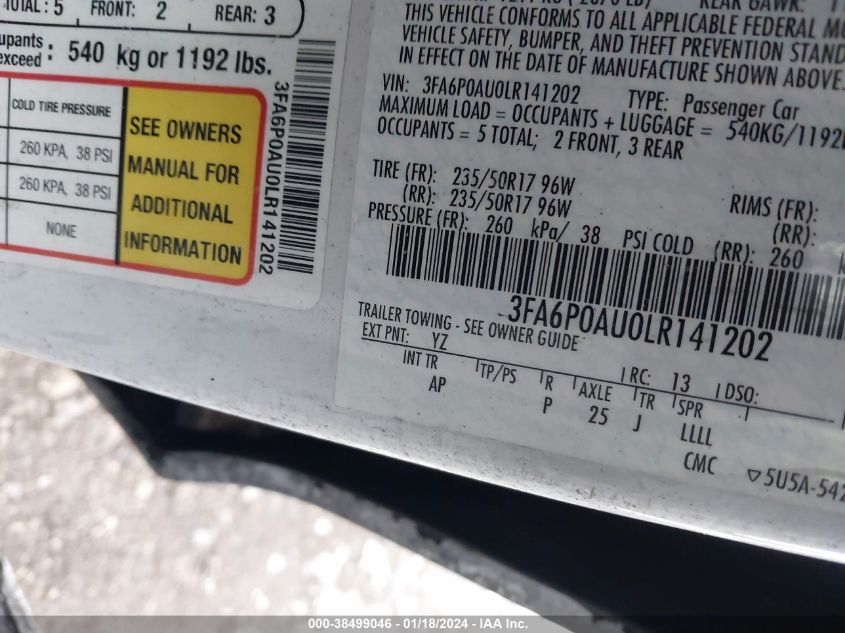 TOTAL: 5 FRONT: 2 REAR: 3
exceed: 540 kg or 1192 lbs.
COLD TIRE PRESSURE
260 KPA, 38 PSI
260 KPA, 38 PSI
NONE
SEE OWNERS
MANUAL FOR
ADDITIONAL
INFORMATION
3FA6P0AU0LR141202
THIS VEHICLE CONFORMS TO ALL APPLICABLE FEDERAL
VEHICLE SAFETY, BUMPER, AND THEFT PREVENTION
IN EFFECT ON THE DATE OF MANUFACTURE SHOWN ABOVE.
VIN: 3FA6P0AU0LR141202 TYPE: Passenger Car
MAXIMUM LOAD = OCCUPANTS + LUGGAGE = 540KG/1192
OCCUPANTS = 5 TOTAL; 2 FRONT, 3 REAR
TIRE (FR): 235/50R17 96W RIMS (FR):
(RR): 235/50R17 96W (RR):
PRESSURE (FR): 260 kPa/ 38 PSI COLD (RR): 260
3FA6P0AU0LR141202
TRAILER TOWING - SEE OWNER GUIDE
EXT PNT: YZ RC: 13 DSO:
INT TR TP/PS R AXLE TR SPR
AP P 25 J LLLL
CMC
▽5U5A-542
000-38499046 - 01/18/2024 - IAAI, Inc.